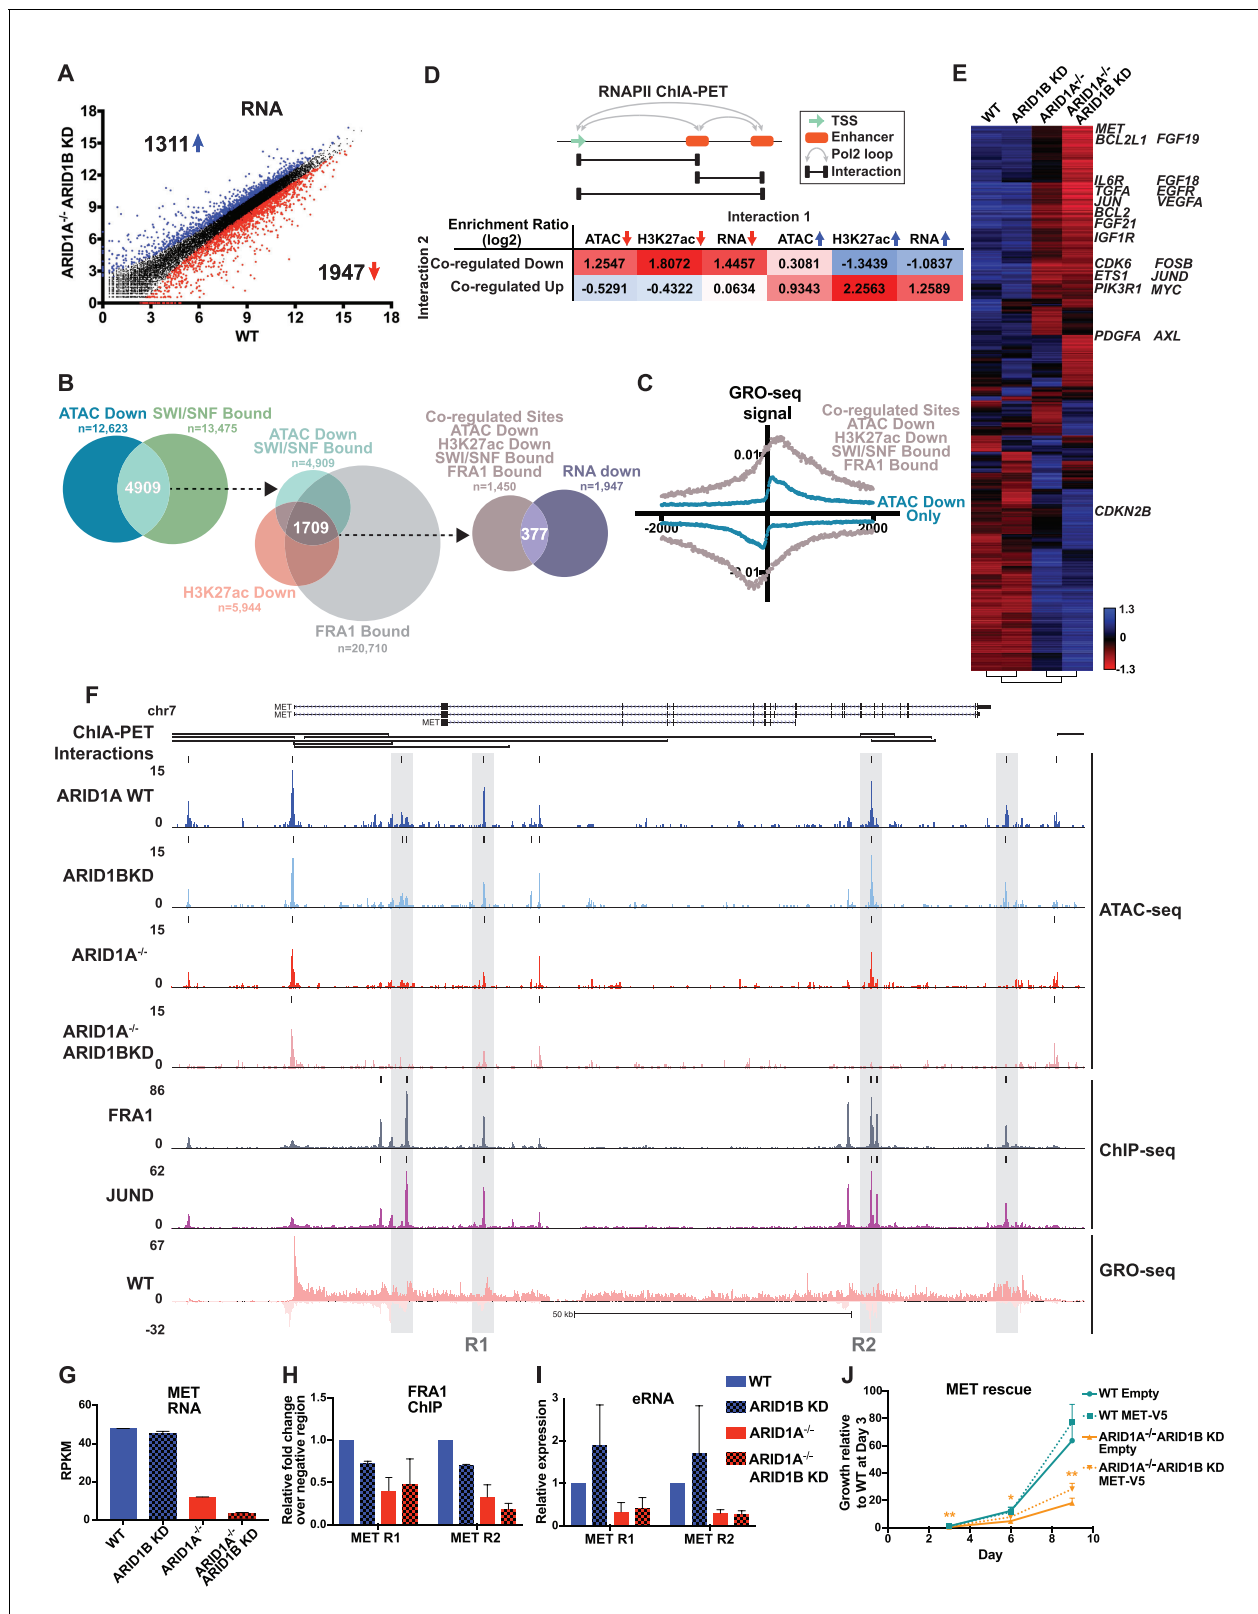 A
RNA
1311
1947
ARID1A-/- ARID1B KD
18
15
12
9
6
3
0
0 3 6 9 12 15 18
WT
B
ATAC Down
n=12,623
SWI/SNF Bound
n=13,475
4909
ATAC Down
SWI/SNF Bound
n=4,909
1709
H3K27ac Down
n=5,944
FRA1 Bound
n=20,710
Co-regulated Sites
ATAC Down
H3K27ac Down
SWI/SNF Bound
FRA1 Bound
n=1,450
RNA down
n=1,947
377
C
GRO-seq
signal
0.01
-2000
2000
-0.01
Co-regulated Sites
ATAC Down
H3K27ac Down
SWI/SNF Bound
FRA1 Bound
ATAC Down
Only
D
RNAPII ChIA-PET
TSS
Enhancer
Pol2 loop
Interaction
Interaction 1
Interaction 2
Enrichment Ratio
(log2)
ATAC H3K27ac RNA ATAC H3K27ac RNA
Co-regulated Down 1.2547 1.8072 1.4457 0.3081 -1.3439 -1.0837
Co-regulated Up -0.5291 -0.4322 0.0634 0.9343 2.2563 1.2589
E
WT
ARID1B KD
ARID1A-/-
ARID1A-/-
ARID1B KD
MET
BCL2L1 FGF19
IL6R FGF18
TGFA EGFR
JUN VEGFA
BCL2
FGF21
IGF1R
CDK6 FOSB
ETS1 JUND
PIK3R1 MYC
PDGFA AXL
CDKN2B
1.3
0
-1.3
F
chr7
MET
MET
MET
ChIA-PET
Interactions
15
ARID1A WT
0
15
ARID1BKD
0
15
ARID1A-/-
0
15
ARID1A-/-
ARID1BKD
0
ATAC-seq
86
FRA1
0
62
JUND
0
ChIP-seq
67
WT
0
-32
GRO-seq
50 kb
R1
R2
G
MET
RNA
RPKM
60
40
20
0
WT
ARID1B KD
ARID1A-/-
ARID1A-/-
ARID1B KD
H
FRA1
ChIP
Relative fold change
over negative region
1.5
1.0
0.5
0.0
MET R1 MET R2
I
eRNA
Relative expression
3
2
1
0
MET R1 MET R2
WT
ARID1B KD
ARID1A-/-
ARID1A-/-
ARID1B KD
J
MET rescue
Growth relative
to WT at Day 3
100
80
60
40
20
0
0 2 4 6 8 10
Day
**
*
**
WT Empty
WT MET-V5
ARID1A-/-ARID1B KD
Empty
ARID1A-/-ARID1B KD
MET-V5